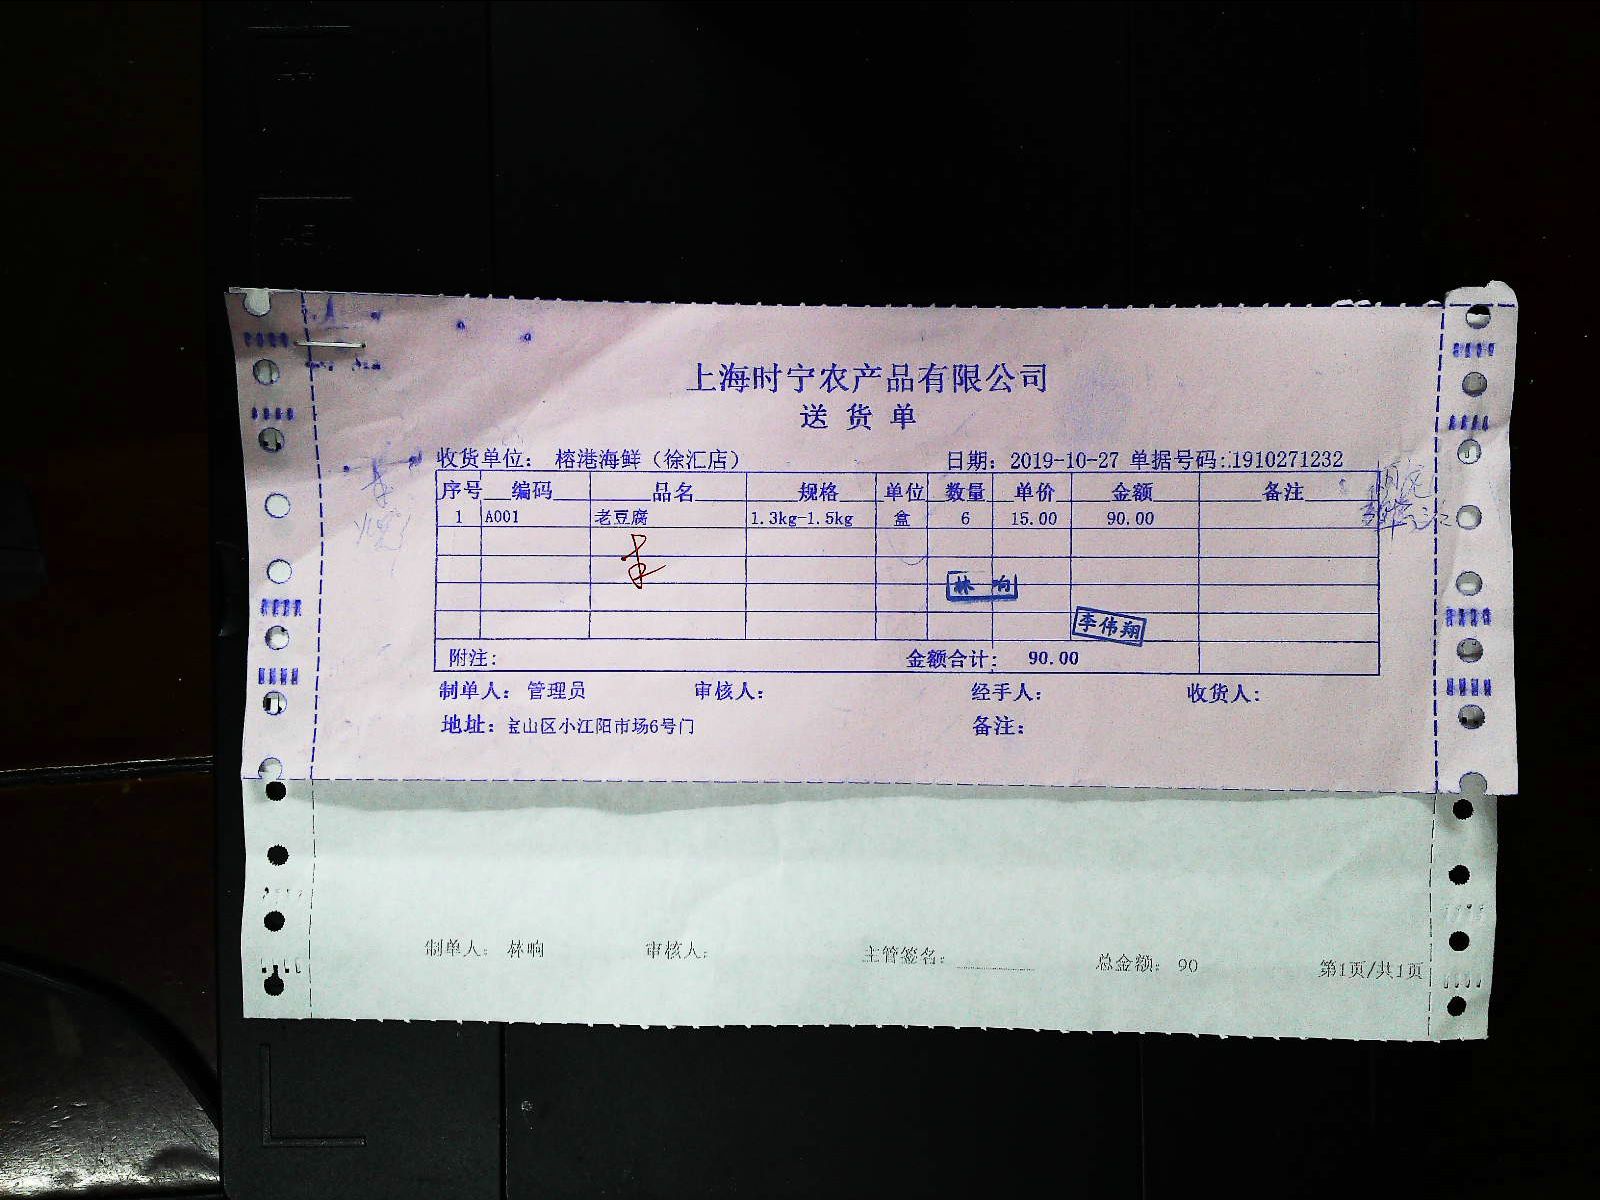 上海时宁农产品有限公司
送货单
收货单位： 榕港海鲜（徐汇店） 日期：2019-10-27 单据号码：1910271232
序号 编码 品名 规格 单位 数量 单价 金额 备注
1 A001 老豆腐 1.3kg-1.5kg 盒 6 15.00 90.00
林响
李伟翔
附注： 金额合计： 90.00
制单人： 管理员 审核人： 经手人： 收货人：
地址：宝山区小江阳市场6号门 备注：
制单人： 林响 审核人： 主管签名： 总金额： 90 第1页/共1页